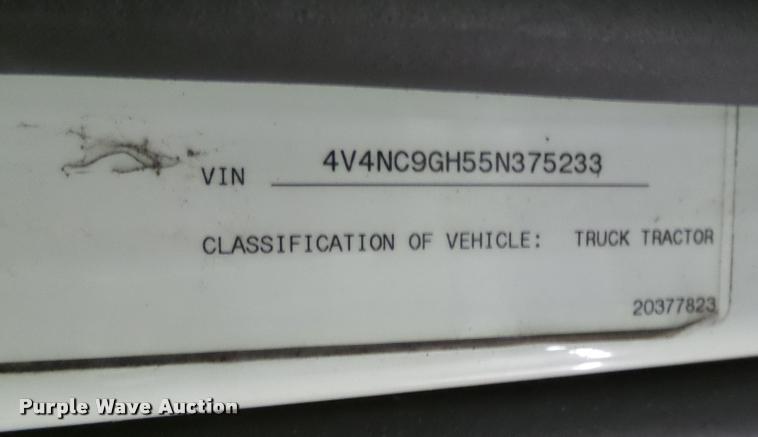 VIN 4V4NC9GH55N375233
CLASSIFICATION OF VEHICLE: TRUCK TRACTOR
20377823
Purple Wave Auction